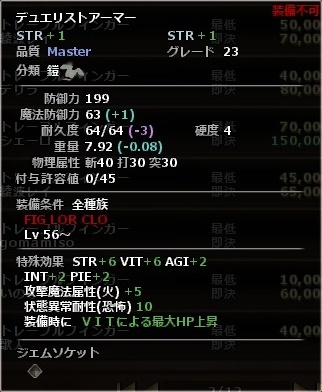 デュエリストアーマー
装備不可
STR+1 STR+1
品質 Master グレード 23
分類 鎧
防御力 199
魔法防御力 63 (+1)
耐久度 64/64 (-3) 硬度 4
重量 7.92 (-0.08)
物理属性 斬40 打30 突30
付与許容値 0/45
装備条件 全種族
FIG LOR CLO
Lv 56～
特殊効果 STR+6 VIT+6 AGI+2
INT+2 PIE+2
攻撃魔法属性(火) +5
状態異常耐性(恐怖) 10
装備時に ＶＩＴによる最大HP上昇
ジェムソケット